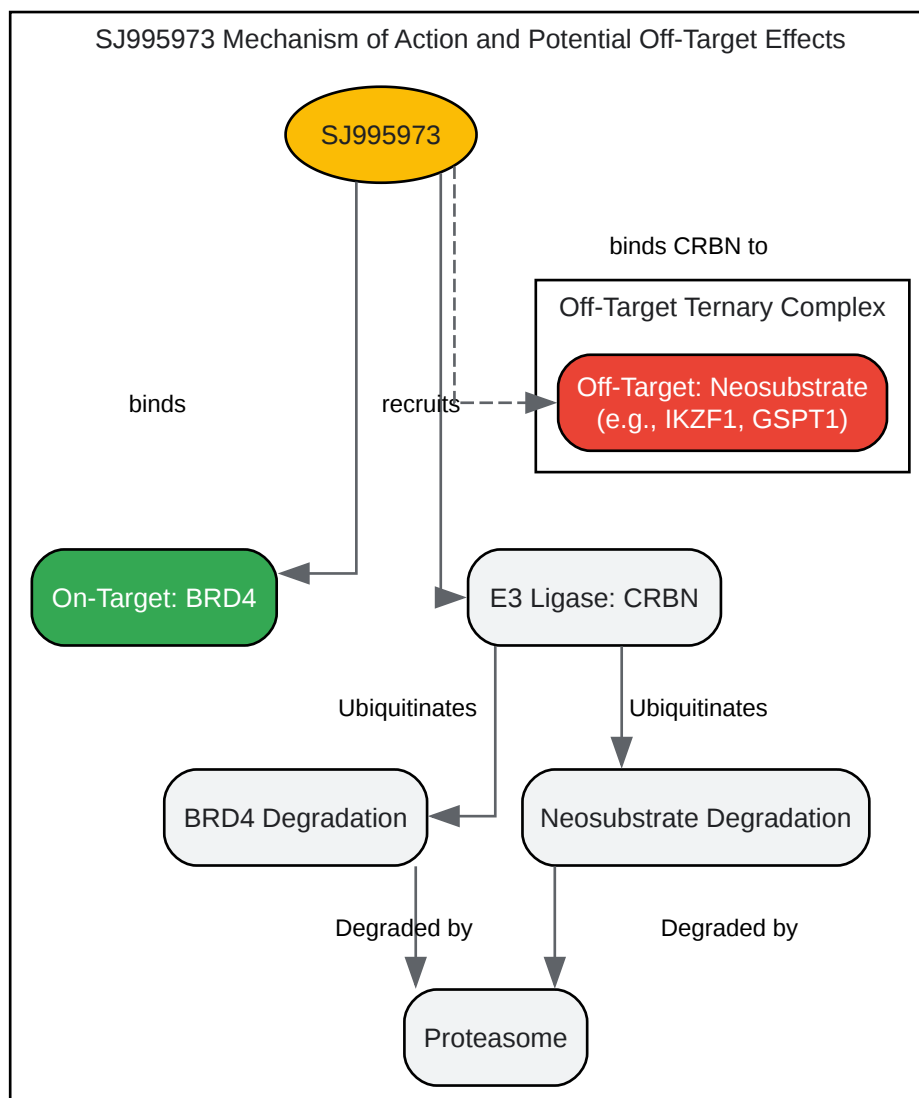 SJ995973 Mechanism of Action and Potential Off-Target Effects
SJ995973
binds CRBN to
Off-Target Ternary Complex
Off-Target: Neosubstrate
(e.g., IKZF1, GSPT1)
binds
recruits
On-Target: BRD4
E3 Ligase: CRBN
Ubiquitinates
Ubiquitinates
BRD4 Degradation
Neosubstrate Degradation
Degraded by
Degraded by
Proteasome